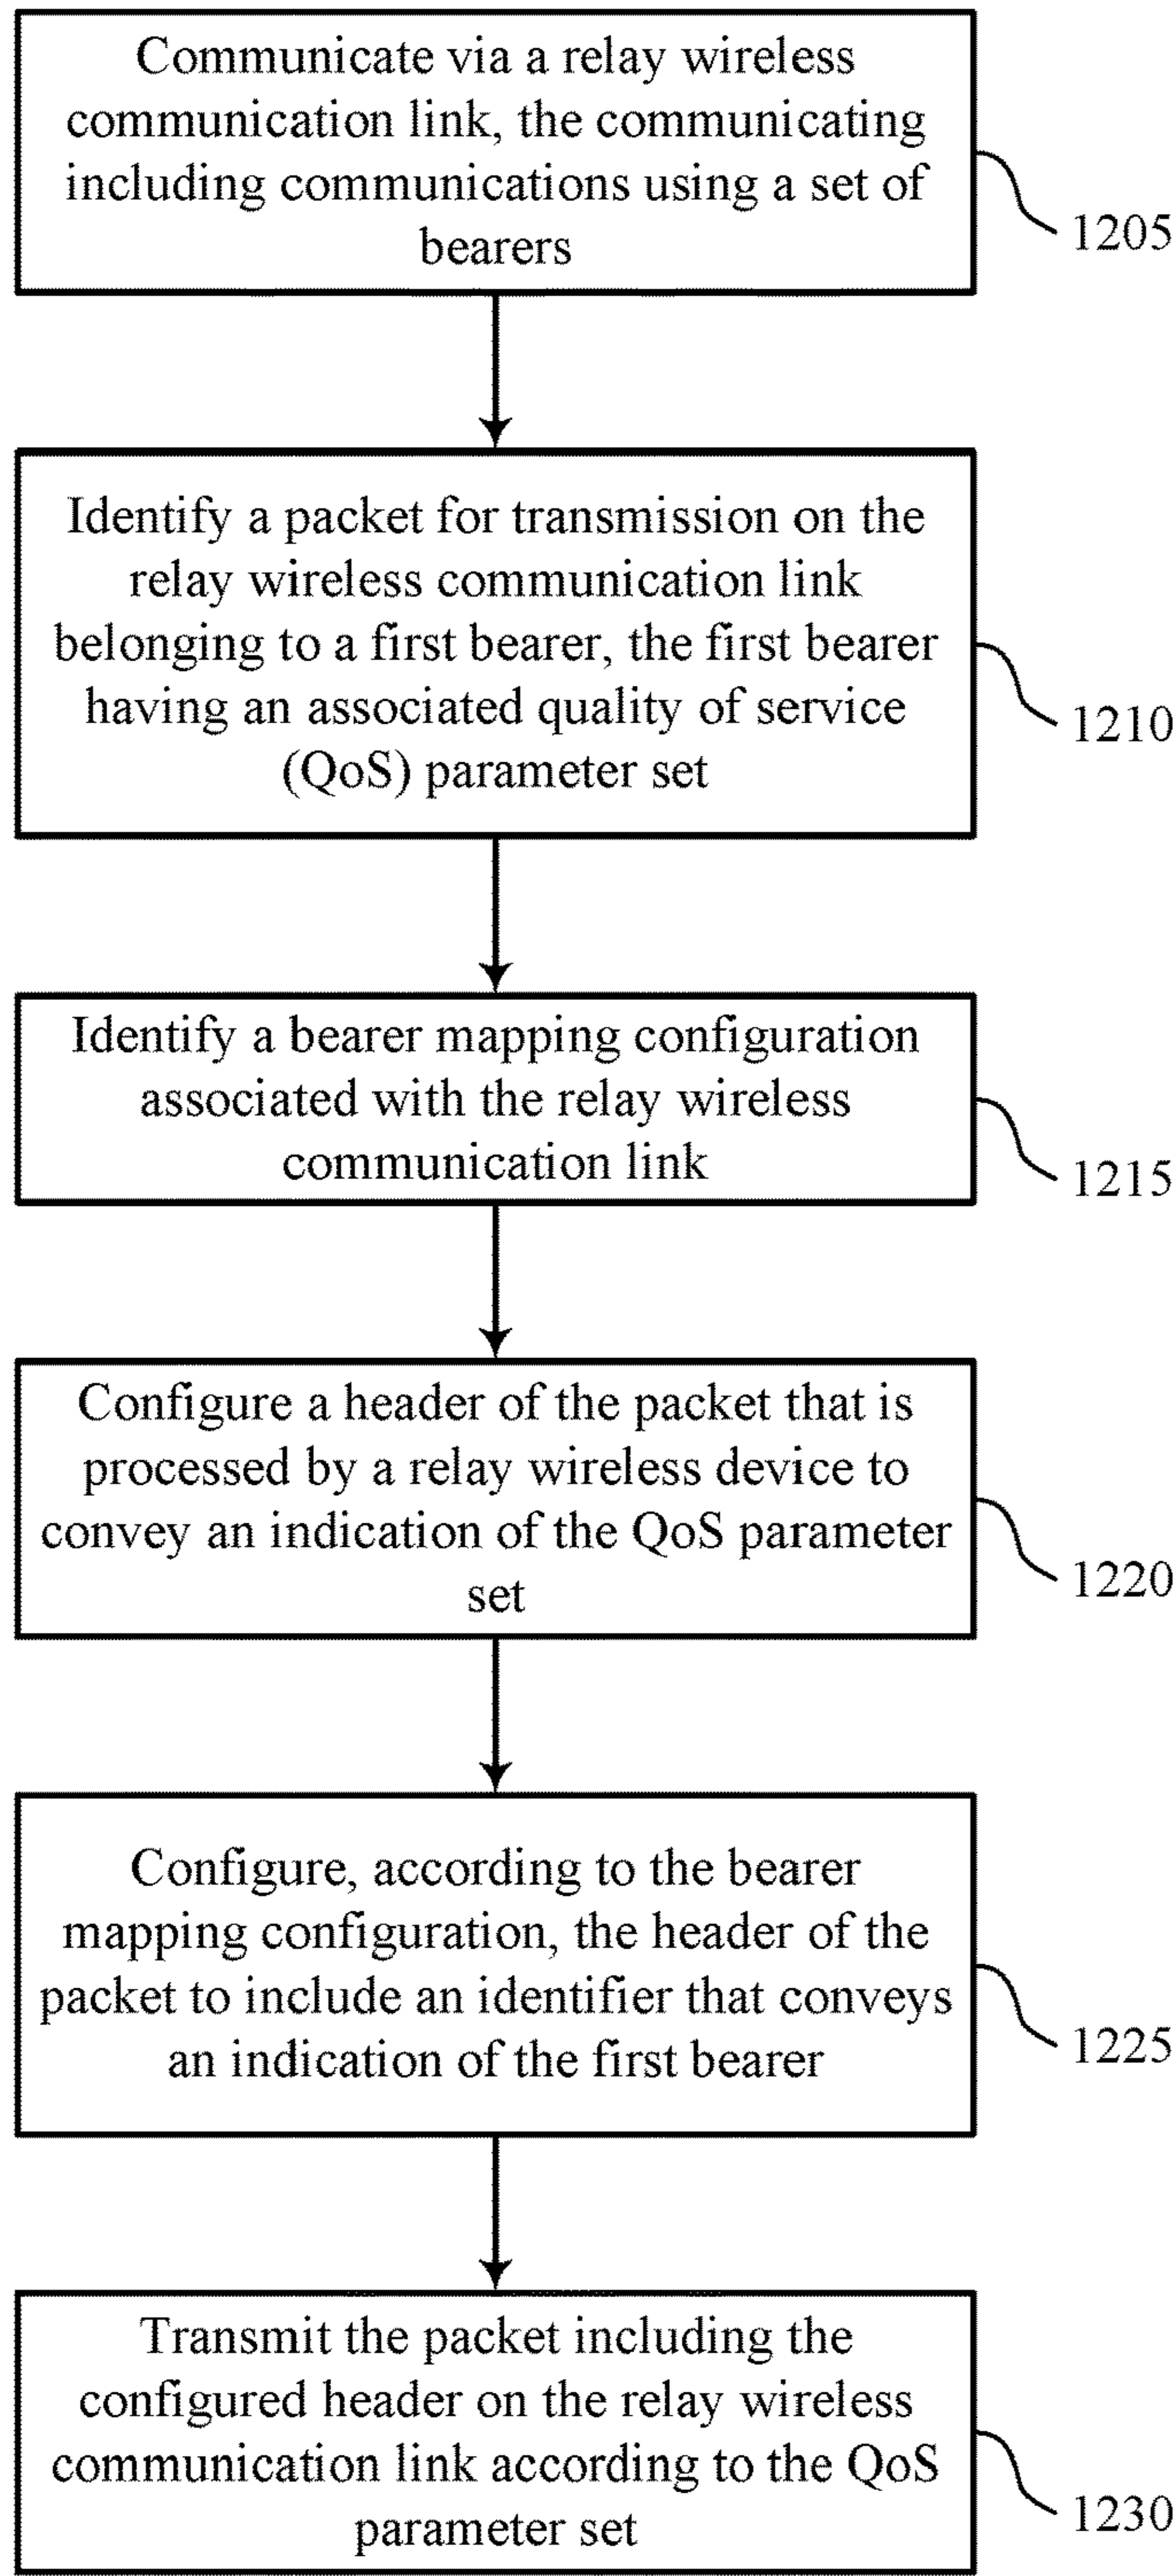 Communicate via a relay wireless
communication link, the communicating
including communications using a set of
bearers
1205
Identify a packet for transmission on the
relay wireless communication link
belonging to a first bearer, the first bearer
having an associated quality of service
(QoS) parameter set
1210
Identify a bearer mapping configuration
associated with the relay wireless
communication link
1215
Configure a header of the packet that is
processed by a relay wireless device to
convey an indication of the QoS parameter
set
1220
Configure, according to the bearer
mapping configuration, the header of the
packet to include an identifier that conveys
an indication of the first bearer
1225
Transmit the packet including the
configured header on the relay wireless
communication link according to the QoS
parameter set
1230